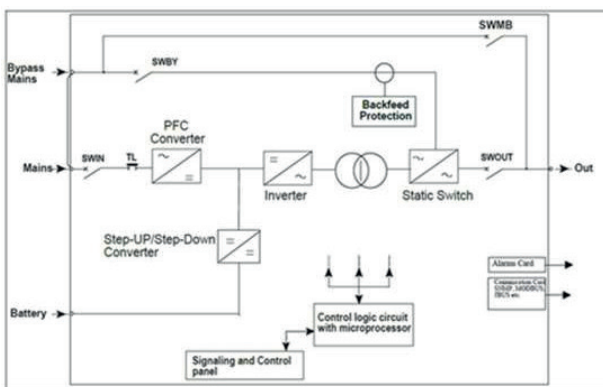 SWMB
Bypass
Mains
SWBY
Backfeed
Protection
PFC
Converter
Mains
SWIN
TL
Inverter
Static Switch
SWOUT
Out
Step-UP/Step-Down
Converter
Alarms Card
Battery
Control logic circuit
with microprocessor
Signaling and Control
panel